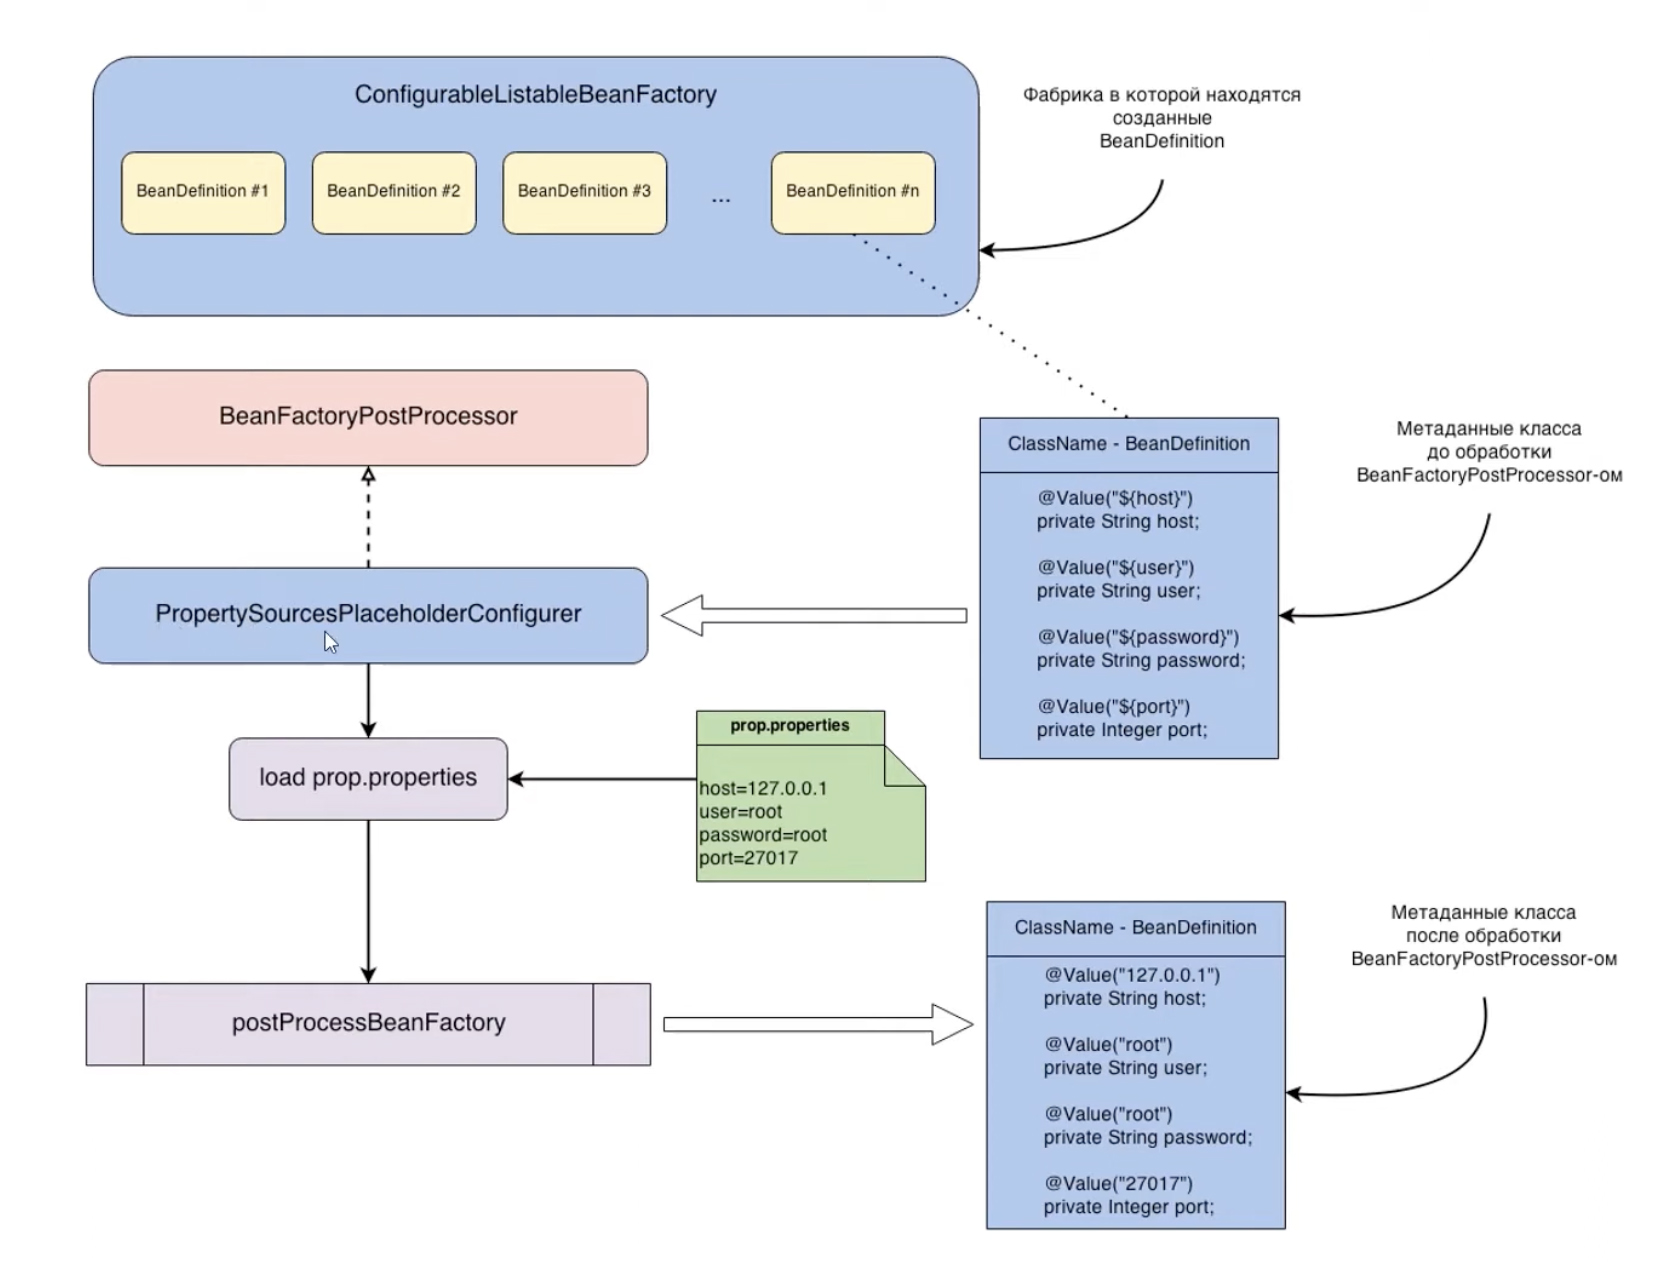 ConfigurableListableBeanFactory
BeanDefinition #1
BeanDefinition #2
BeanDefinition #3
...
BeanDefinition #n
Фабрика в которой находятся
созданные
BeanDefinition
BeanFactoryPostProcessor
PropertySourcesPlaceholderConfigurer
ClassName - BeanDefinition
@Value("${host}")
private String host;
@Value("${user}")
private String user;
@Value("${password}")
private String password;
@Value("${port}")
private Integer port;
Метаданные класса
до обработки
BeanFactoryPostProcessor-ом
load prop.properties
prop.properties
host=127.0.0.1
user=root
password=root
port=27017
postProcessBeanFactory
ClassName - BeanDefinition
@Value("127.0.0.1")
private String host;
@Value("root")
private String user;
@Value("root")
private String password;
@Value("27017")
private Integer port;
Метаданные класса
после обработки
BeanFactoryPostProcessor-ом